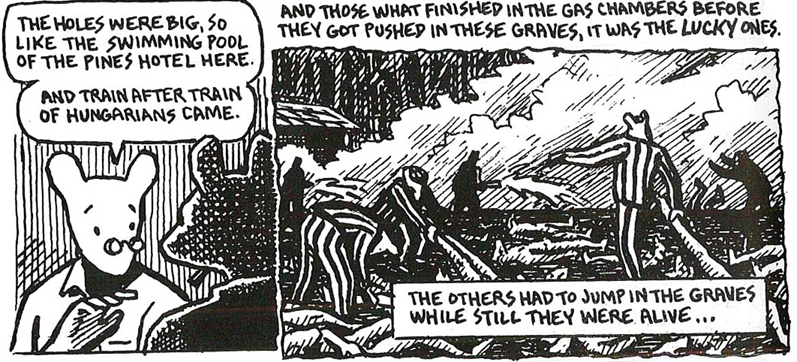 THE HOLES WERE BIG, SO
LIKE THE SWIMMING POOL
OF THE PINES HOTEL HERE.
AND TRAIN AFTER TRAIN
OF HUNGARIANS CAME.
AND THOSE WHAT FINISHED IN THE GAS CHAMBERS BEFORE
THEY GOT PUSHED IN THESE GRAVES, IT WAS THE LUCKY ONES.
THE OTHERS HAD TO JUMP IN THE GRAVES
WHILE STILL THEY WERE ALIVE...